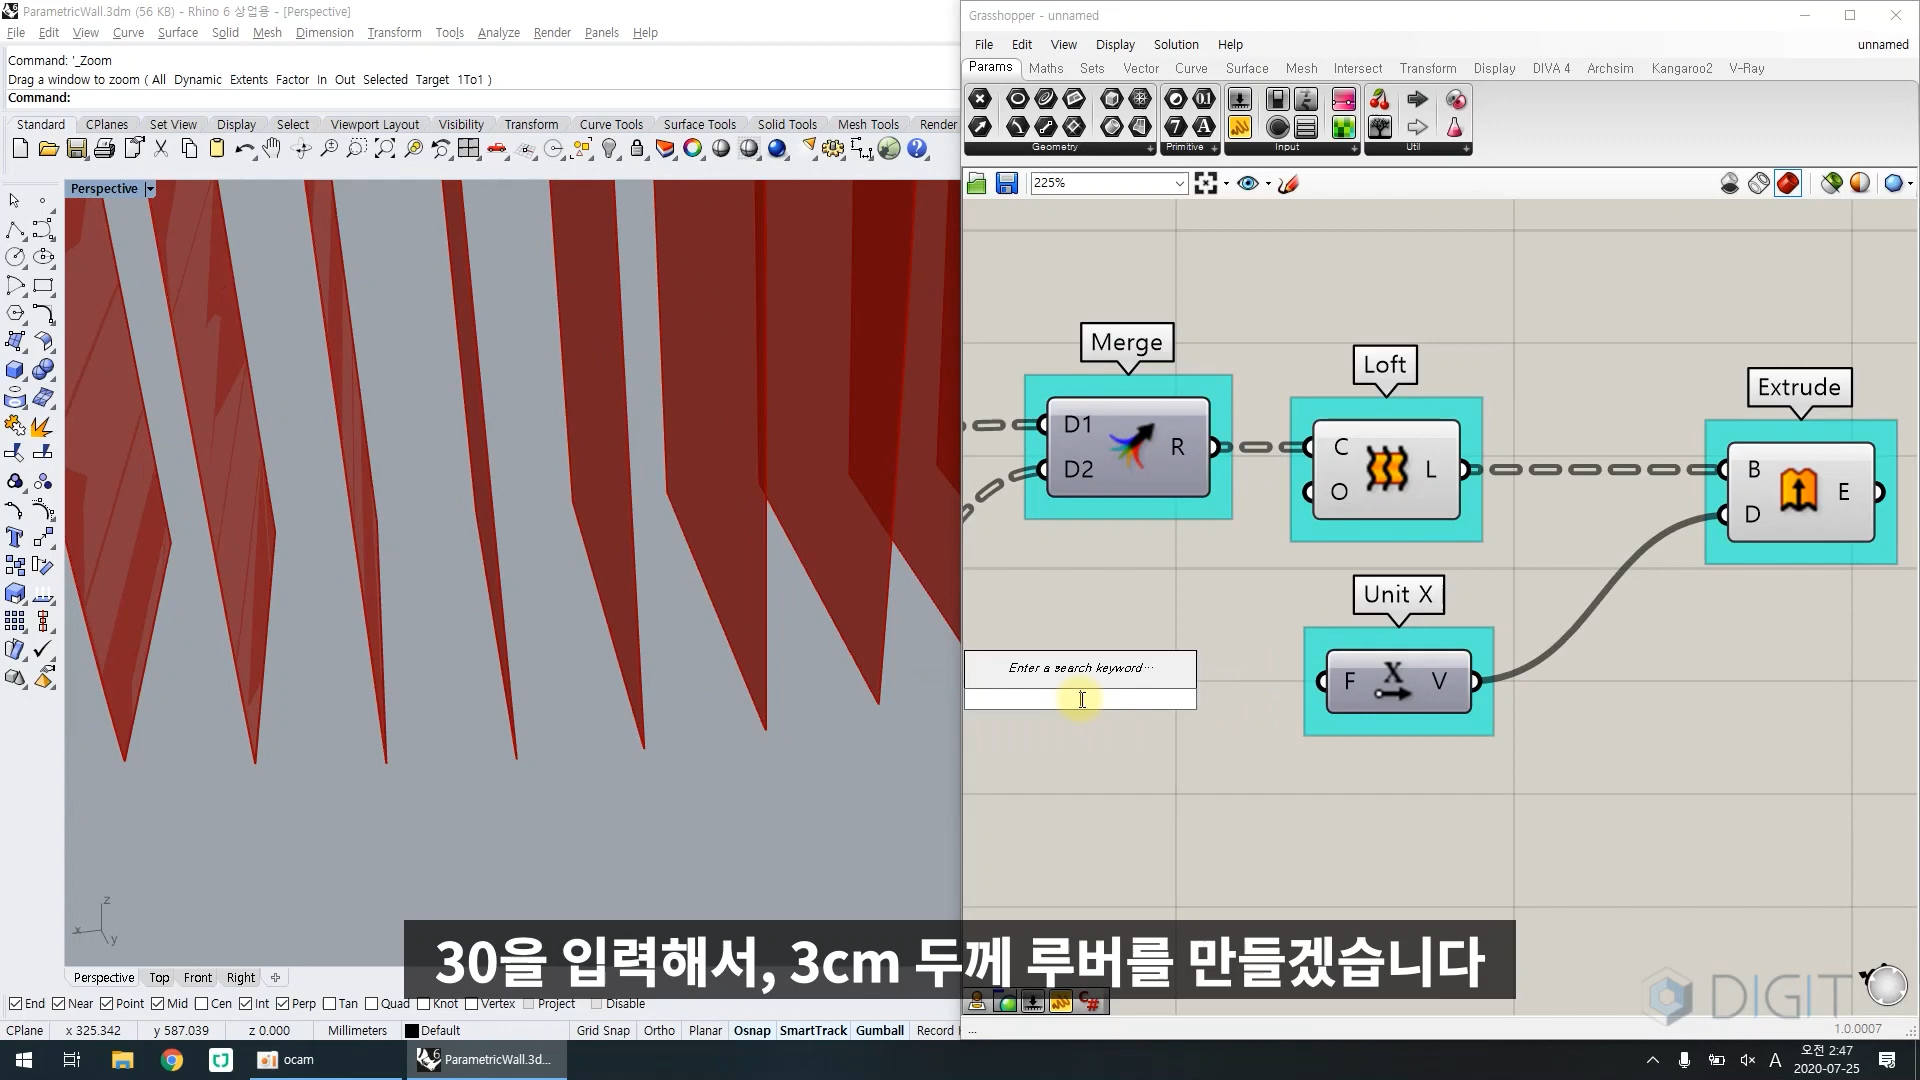 ParametricWall.3dm (56 KB) - Rhino 6 상업용 - [Perspective]
File Edit View Curve Surface Solid Mesh Dimension Transform Tools Analyze Render Panels Help
Command: '_Zoom
Drag a window to zoom ( All Dynamic Extents Factor In Out Selected Target 1To1 )
Command:
Standard CPlanes Set View Display Select Viewport Layout Visibility Transform Curve Tools Surface Tools Solid Tools Mesh Tools Render
Perspective
Grasshopper - unnamed
File Edit View Display Solution Help
unnamed
Params Maths Sets Vector Curve Surface Mesh Intersect Transform Display DIVA 4 Archsim Kangaroo2 V-Ray
Geometry Primitive Input Util
225%
Merge
D1
D2
R
Loft
C
O
L
Extrude
B
D
E
Unit X
F
X
V
Enter a search keyword...
z
x
y
30을 입력해서, 3cm 두께 루버를 만들겠습니다
DIGIT
Perspective Top Front Right
End Near Point Mid Cen Int Perp Tan Quad Knot Vertex Project Disable
CPlane x 325.342 y 587.039 z 0.000 Millimeters Default Grid Snap Ortho Planar Osnap SmartTrack Gumball Record
...
1.0.0007
ocam
ParametricWall.3d...
A
오전 2:47
2020-07-25